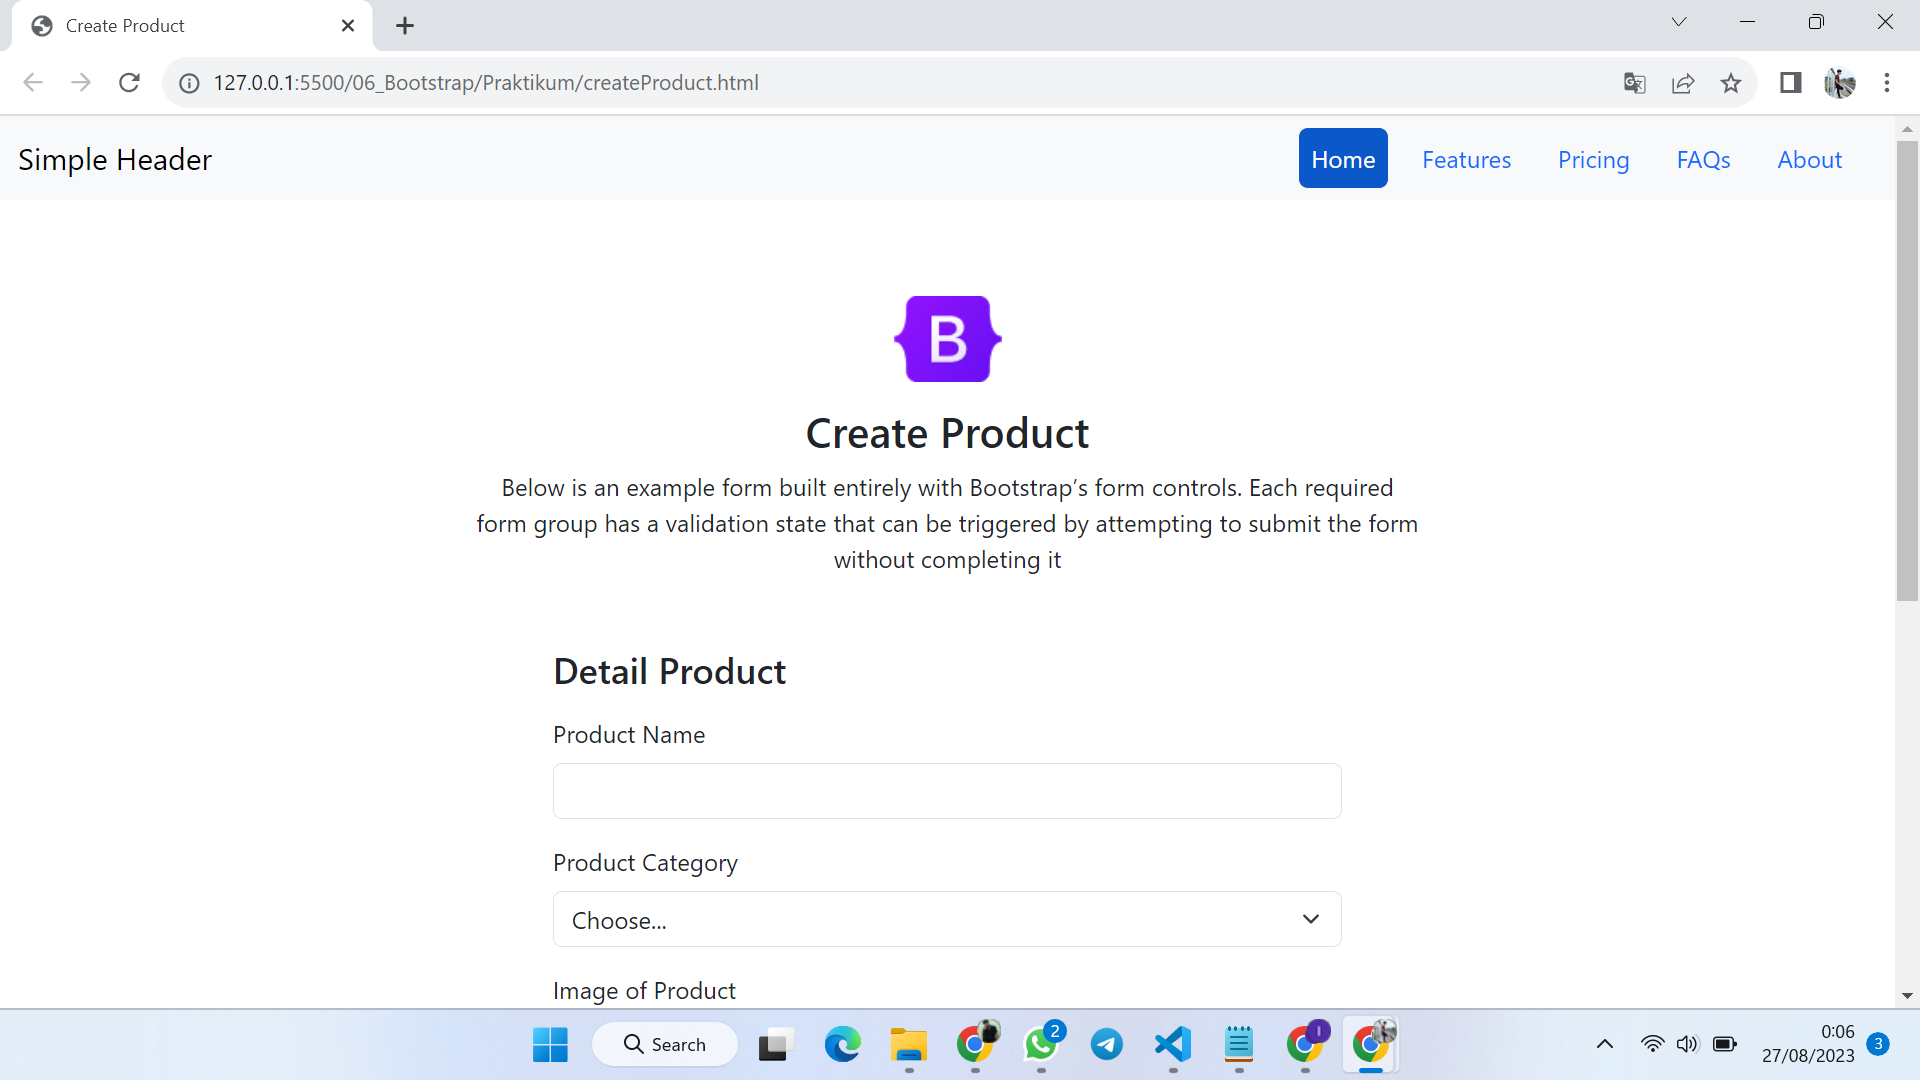 Create Product
127.0.0.1:5500/06_Bootstrap/Praktikum/createProduct.html
Simple Header
Home
Features
Pricing
FAQs
About
B
Create Product
Below is an example form built entirely with Bootstrap’s form controls. Each required
form group has a validation state that can be triggered by attempting to submit the form
without completing it
Detail Product
Product Name
Product Category
Choose...
Image of Product
Search
2
I
0:06
27/08/2023
3